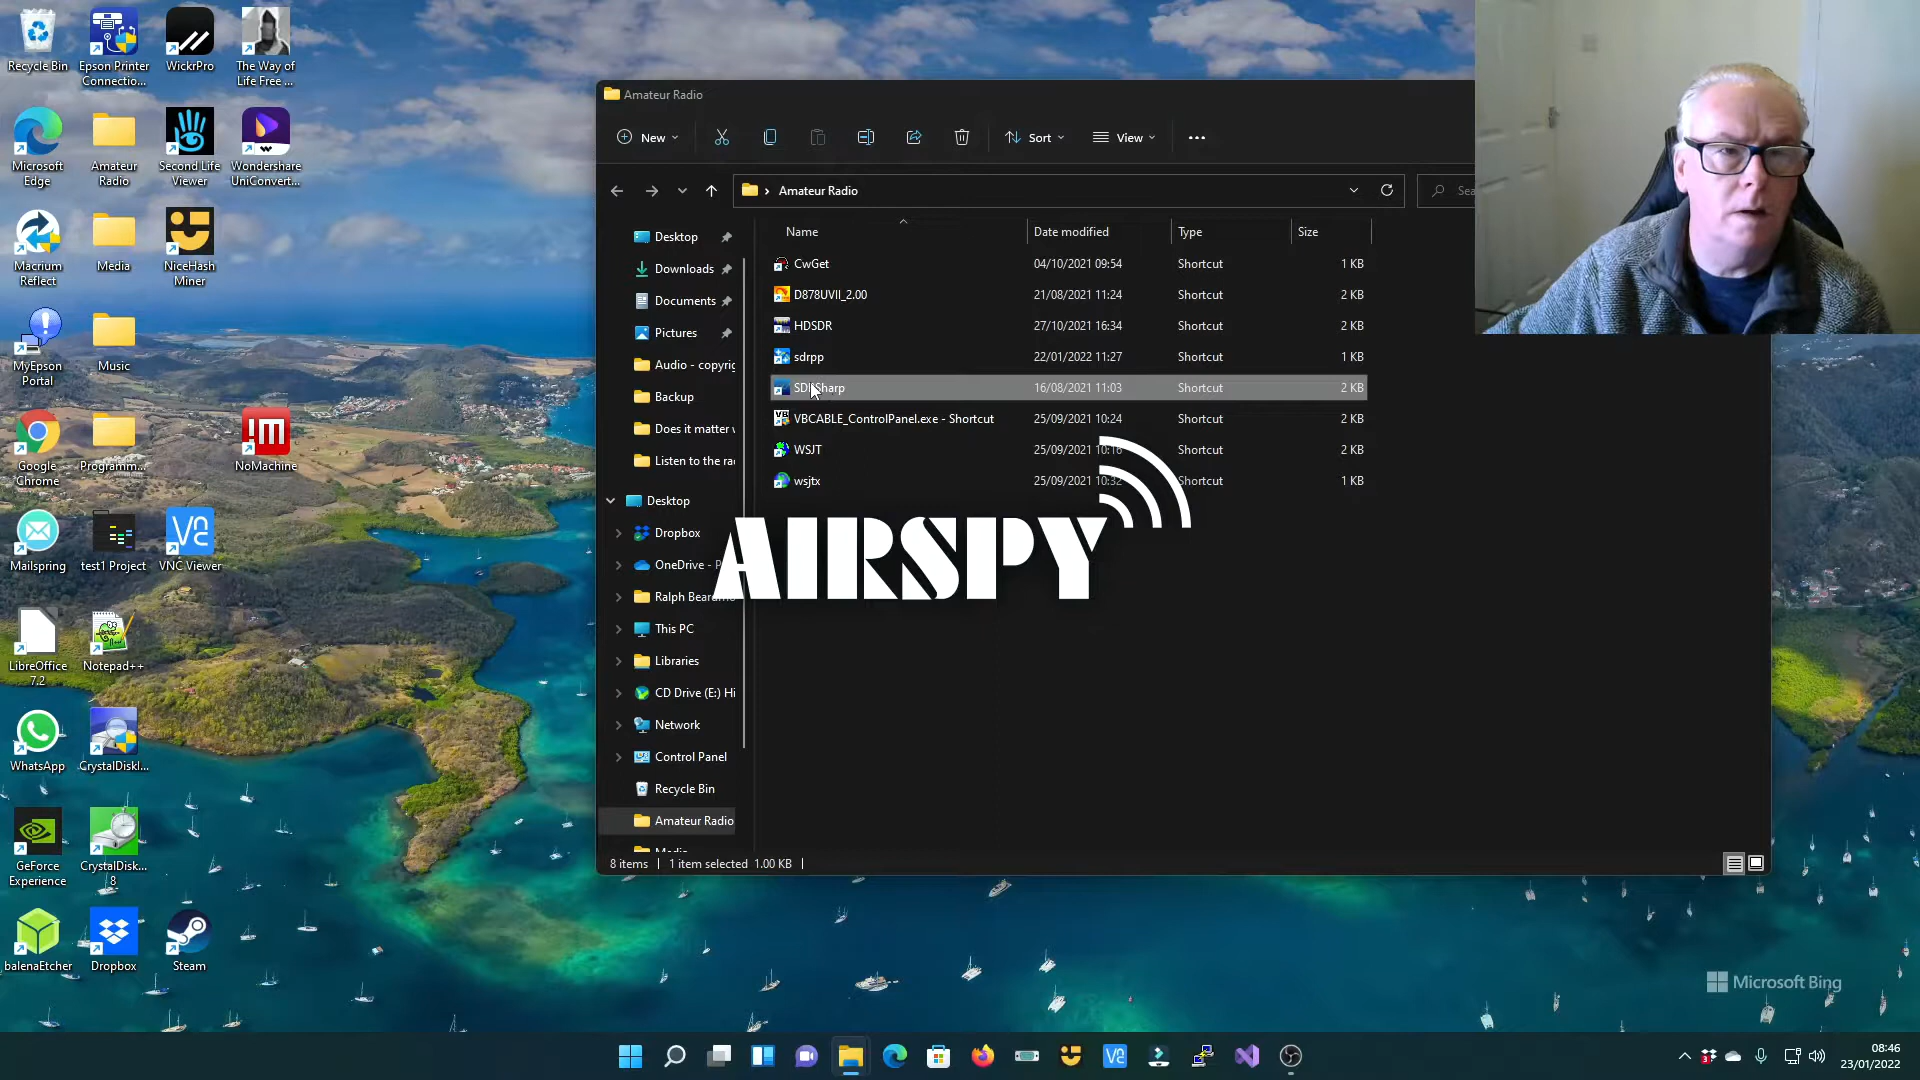 Recycle Bin
Epson Printer
Connectio...
WickrPro
The Way of
Life Free ...
Microsoft
Edge
Amateur
Radio
Second Life
Viewer
Wondershare
UniConvert...
Macrium
Reflect
Media
NiceHash
Miner
MyEpson
Portal
Music
Google
Chrome
Programm...
NoMachine
Mailspring
test1 Project
VNC Viewer
LibreOffice
7.2
Notepad++
WhatsApp
CrystalDiskI...
GeForce
Experience
CrystalDisk...
8
balenaEtcher
Dropbox
Steam
Amateur Radio
New
Sort
View
Amateur Radio
Sea
Name
Date modified
Type
Size
CwGet
04/10/2021 09:54
Shortcut
1 KB
D878UVII_2.00
21/08/2021 11:24
Shortcut
2 KB
HDSDR
27/10/2021 16:34
Shortcut
2 KB
sdrpp
22/01/2022 11:27
Shortcut
1 KB
SDRSharp
16/08/2021 11:03
Shortcut
2 KB
VBCABLE_ControlPanel.exe - Shortcut
25/09/2021 10:24
Shortcut
2 KB
WSJT
25/09/2021 10:16
Shortcut
2 KB
wsjtx
25/09/2021 10:32
Shortcut
1 KB
AIRSPY
Desktop
Downloads
Documents
Pictures
Audio - copyrig
Backup
Does it matter w
Listen to the rad
Desktop
Dropbox
OneDrive - P
This PC
Libraries
CD Drive (E:) Hi
Network
Control Panel
Recycle Bin
Amateur Radio
Media
8 items
1 item selected 1.00 KB
Microsoft Bing
08:46
23/01/2022